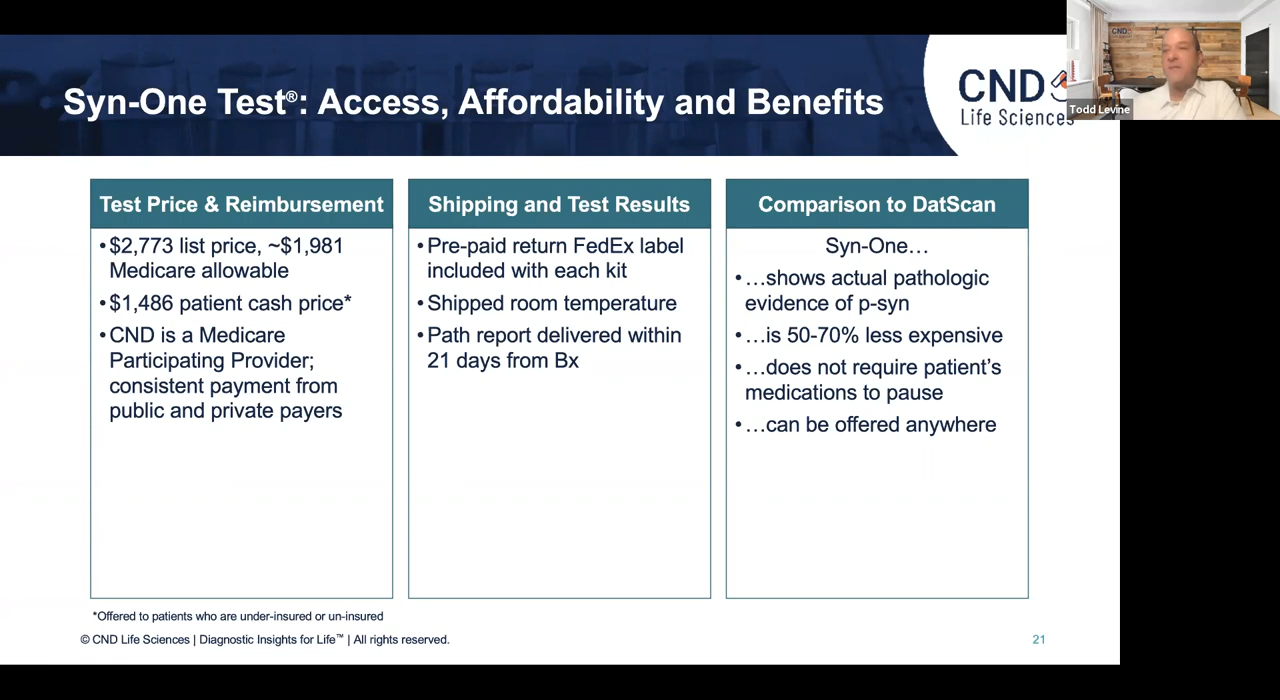 Syn-One Test®: Access, Affordability and Benefits
CND
Life Sciences
CND
Todd Levine
Test Price & Reimbursement
•$2,773 list price, ~$1,981
Medicare allowable
•$1,486 patient cash price*
•CND is a Medicare
Participating Provider;
consistent payment from
public and private payers
Shipping and Test Results
•Pre-paid return FedEx label
included with each kit
•Shipped room temperature
•Path report delivered within
21 days from Bx
Comparison to DatScan
Syn-One…
•…shows actual pathologic
evidence of p-syn
•…is 50-70% less expensive
•…does not require patient’s
medications to pause
•…can be offered anywhere
*Offered to patients who are under-insured or un-insured
© CND Life Sciences | Diagnostic Insights for Life™ | All rights reserved.
21